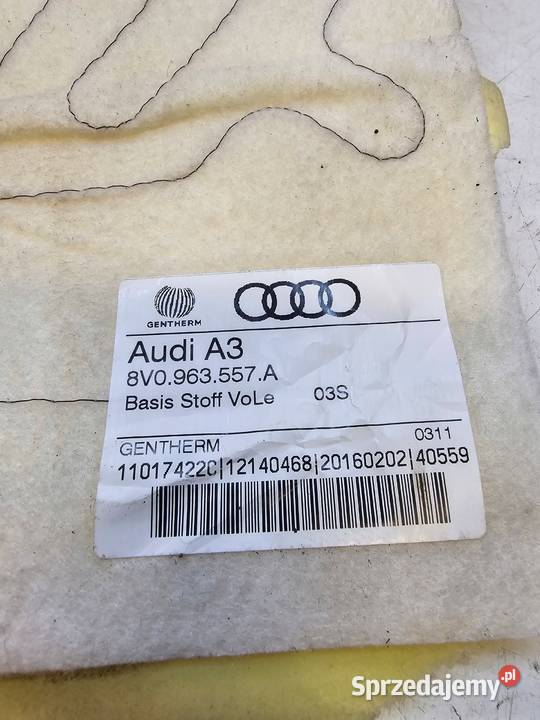 GENTHERM
Audi A3
8V0.963.557.A
Basis Stoff VoLe 03S
GENTHERM 0311
11017422C|12140468|20160202|40559
Sprzedajemy.pl